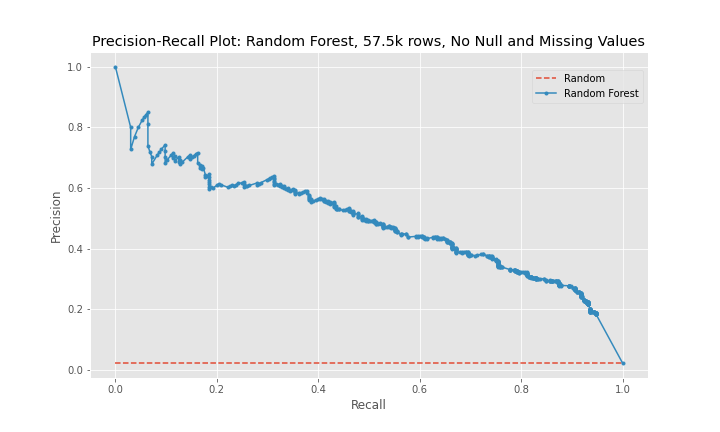 Precision-Recall Plot: Random Forest, 57.5k rows, No Null and Missing Values
1.0
0.8
0.6
0.4
0.2
0.0
Precision
Random
Random Forest
0.0 0.2 0.4 0.6 0.8 1.0
Recall